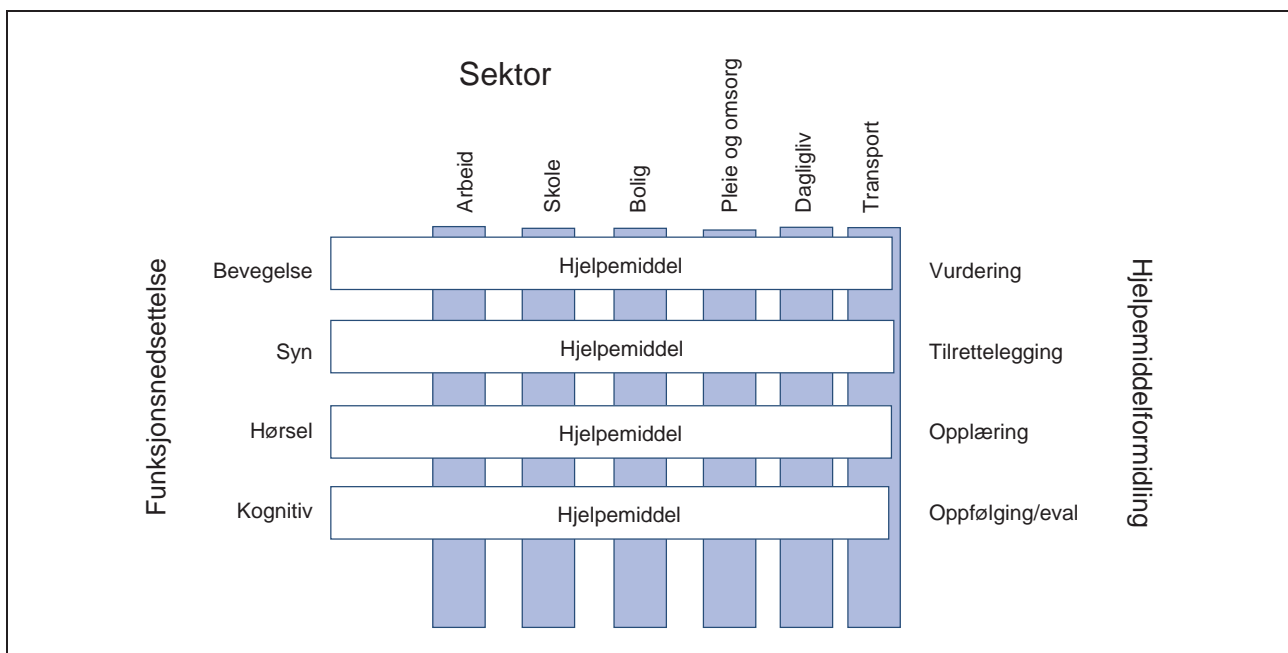 Sektor
Arbeid
Skole
Bolig
Pleie og omsorg
Dagligliv
Transport
Funksjonsnedsettelse
Bevegelse
Hjelpemiddel
Vurdering
Syn
Hjelpemiddel
Tilrettelegging
Hørsel
Hjelpemiddel
Opplæring
Kognitiv
Hjelpemiddel
Oppfølging/eval
Hjelpemiddelformidling